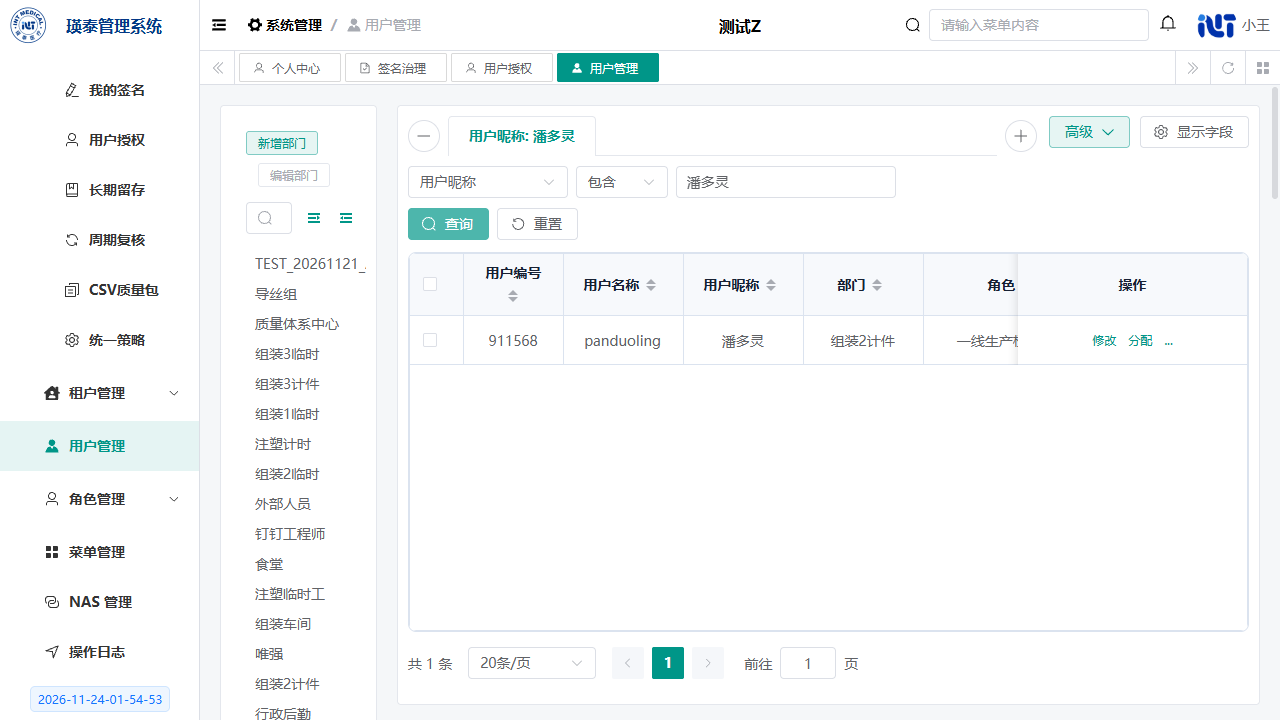 瑛泰管理系统
系统管理 / 用户管理
测试Z
请输入菜单内容
小王
个人中心
签名治理
用户授权
用户管理
我的签名
用户授权
长期留存
周期复核
CSV质量包
统一策略
租户管理
用户管理
角色管理
菜单管理
NAS 管理
操作日志
2026-11-24-01-54-53
新增部门
编辑部门
TEST_20261121_
导丝组
质量体系中心
组装3临时
组装3计件
组装1临时
注塑计时
组装2临时
外部人员
钉钉工程师
食堂
注塑临时工
组装车间
唯强
组装2计件
行政后勤
用户昵称: 潘多灵
高级
显示字段
用户昵称
包含
潘多灵
查询
重置
用户编号 用户名称 用户昵称 部门 角色 操作
911568 panduoling 潘多灵 组装2计件 一线生产 修改 分配 ...
共 1 条
20条/页
1
前往 1 页